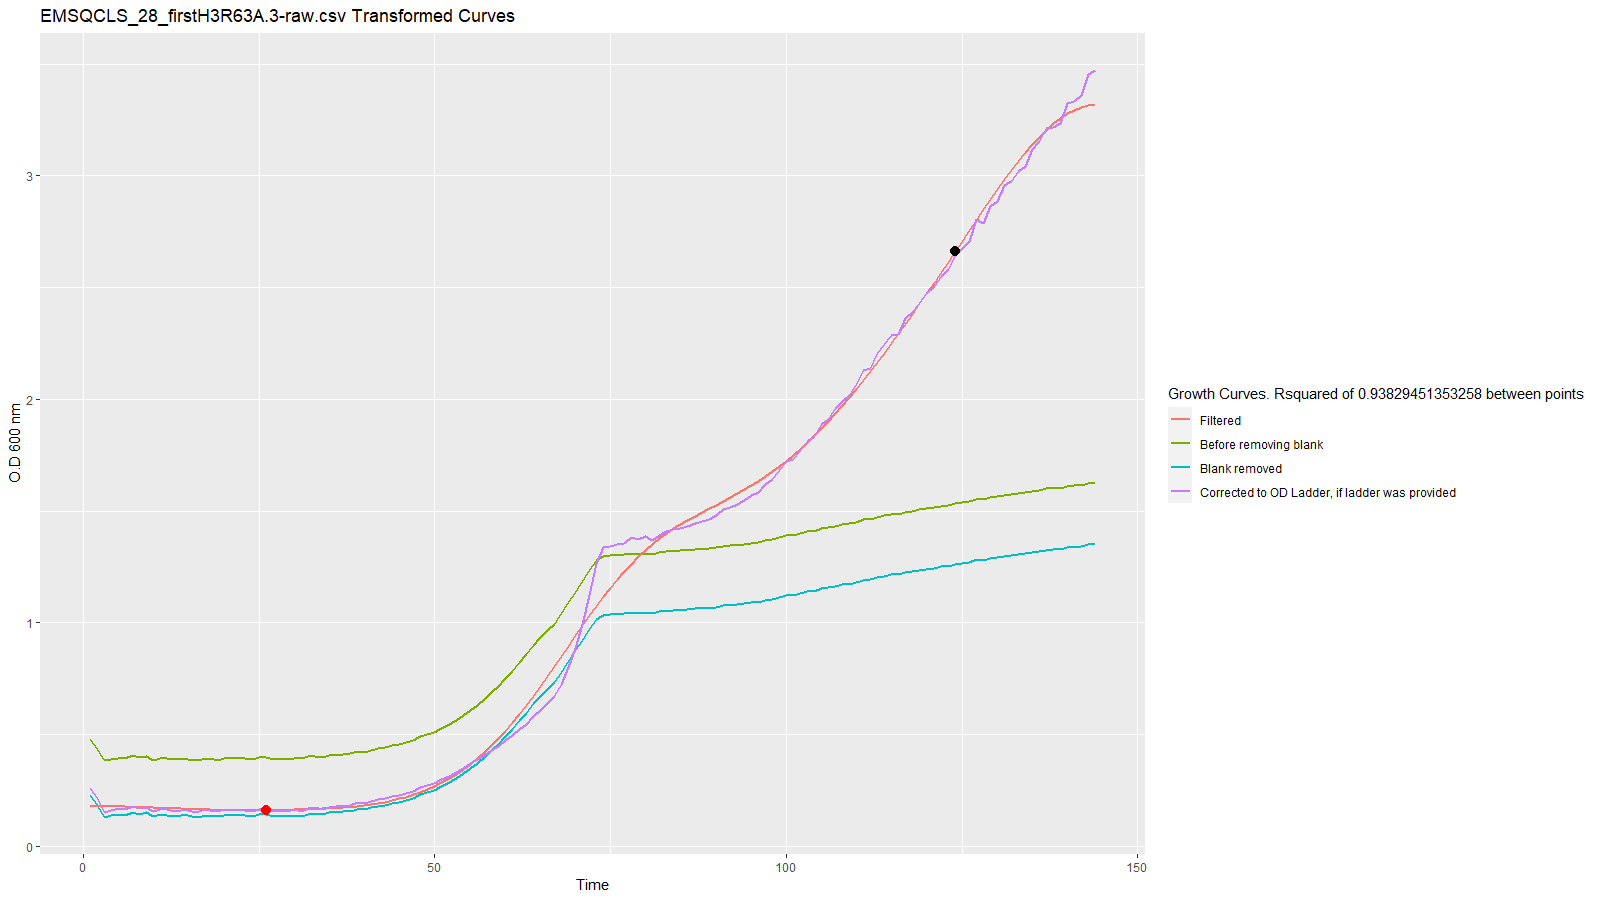 EMSQCLS_28_firstH3R63A.3-raw.csv Transformed Curves
O.D 600 nm
3
2
1
0
0
50
100
150
Time
Growth Curves. Rsquared of 0.93829451353258 between points
Filtered
Before removing blank
Blank removed
Corrected to OD Ladder, if ladder was provided